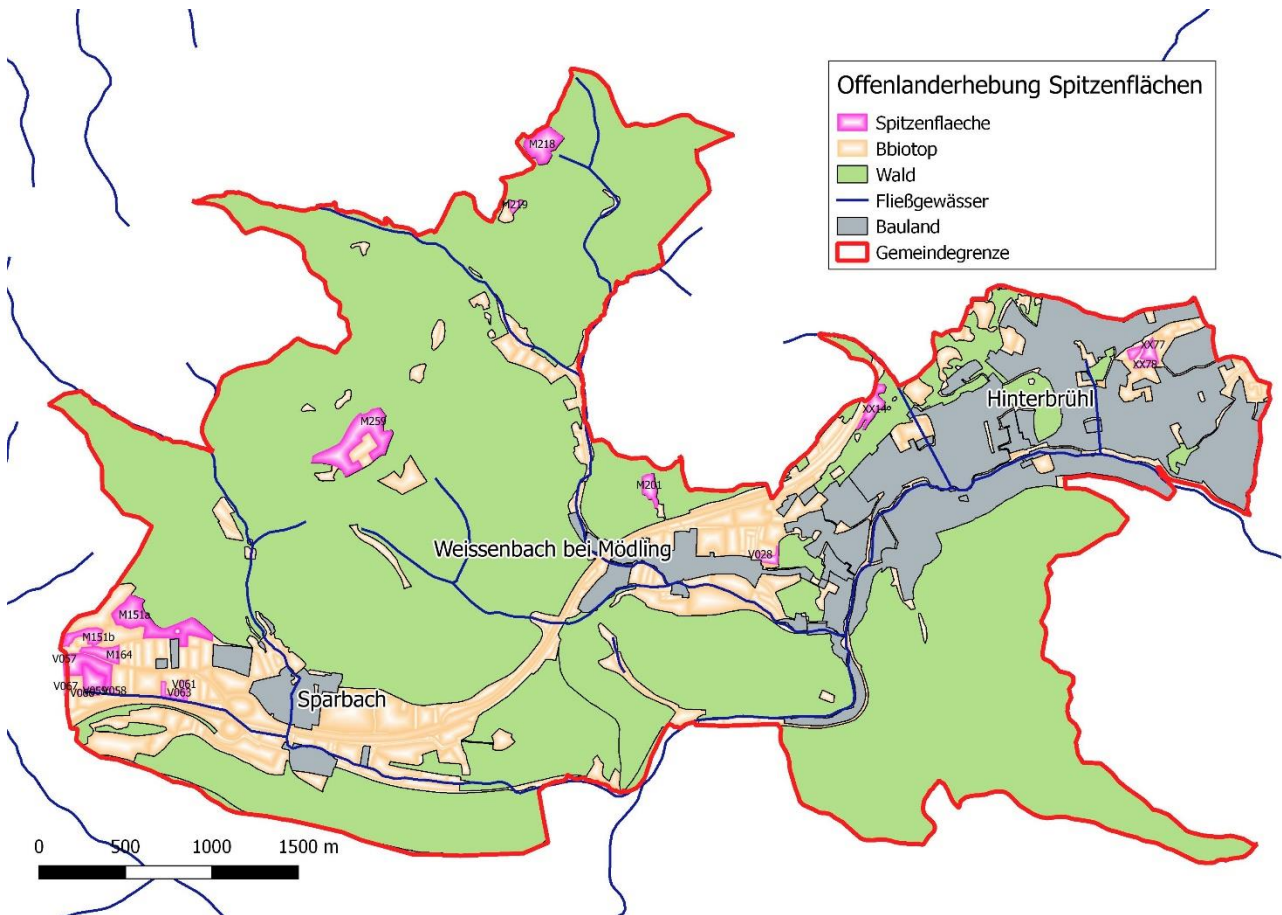 Offenlanderhebung Spitzenflächen
Spitzenflaeche
Bbiotop
Wald
Fließgewässer
Bauland
Gemeindegrenze
M218
M219
XX77
XX78
Hinterbrühl
XX14
M259
M201
Weissenbach bei Mödling
V028
M151a
M151b
M164
V057
V061
V067
V058
V063
Sparbach
0 500 1000 1500 m